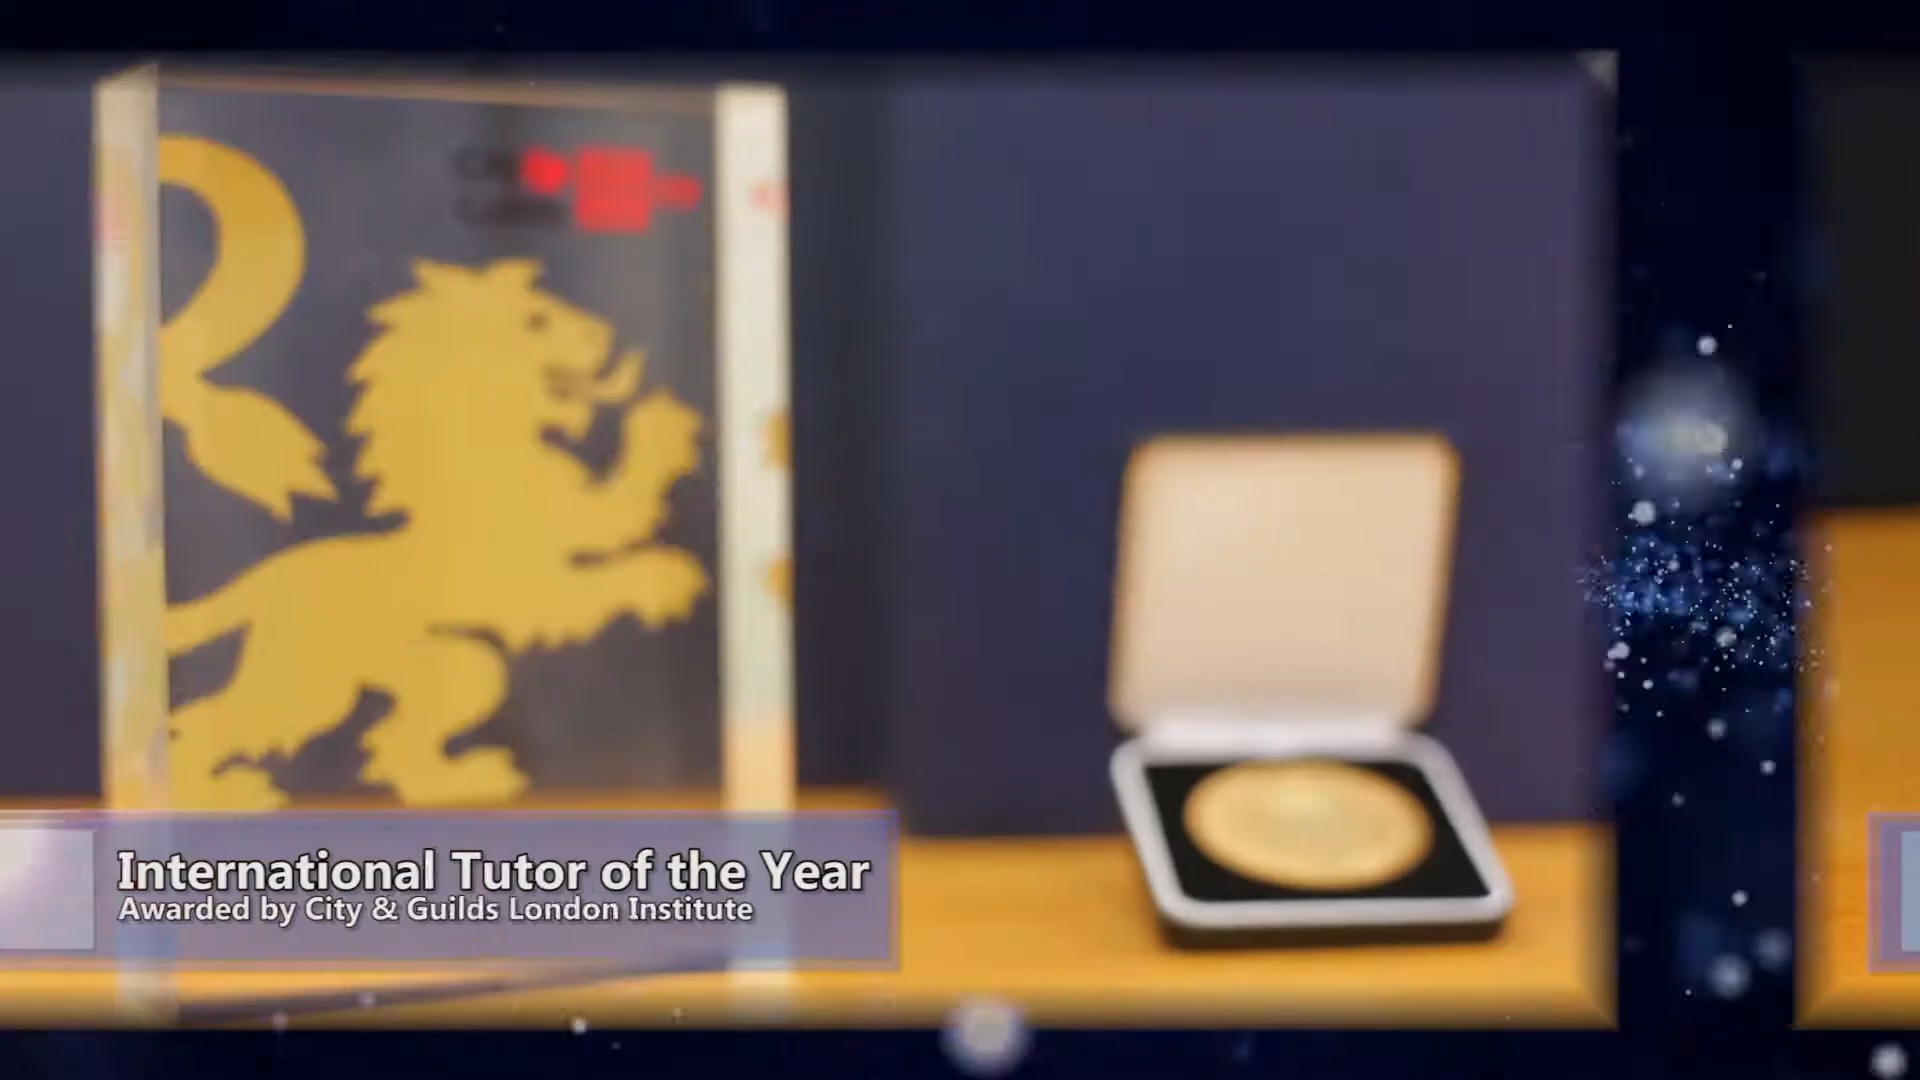 International Tutor of the Year
Awarded by City & Guilds London Institute